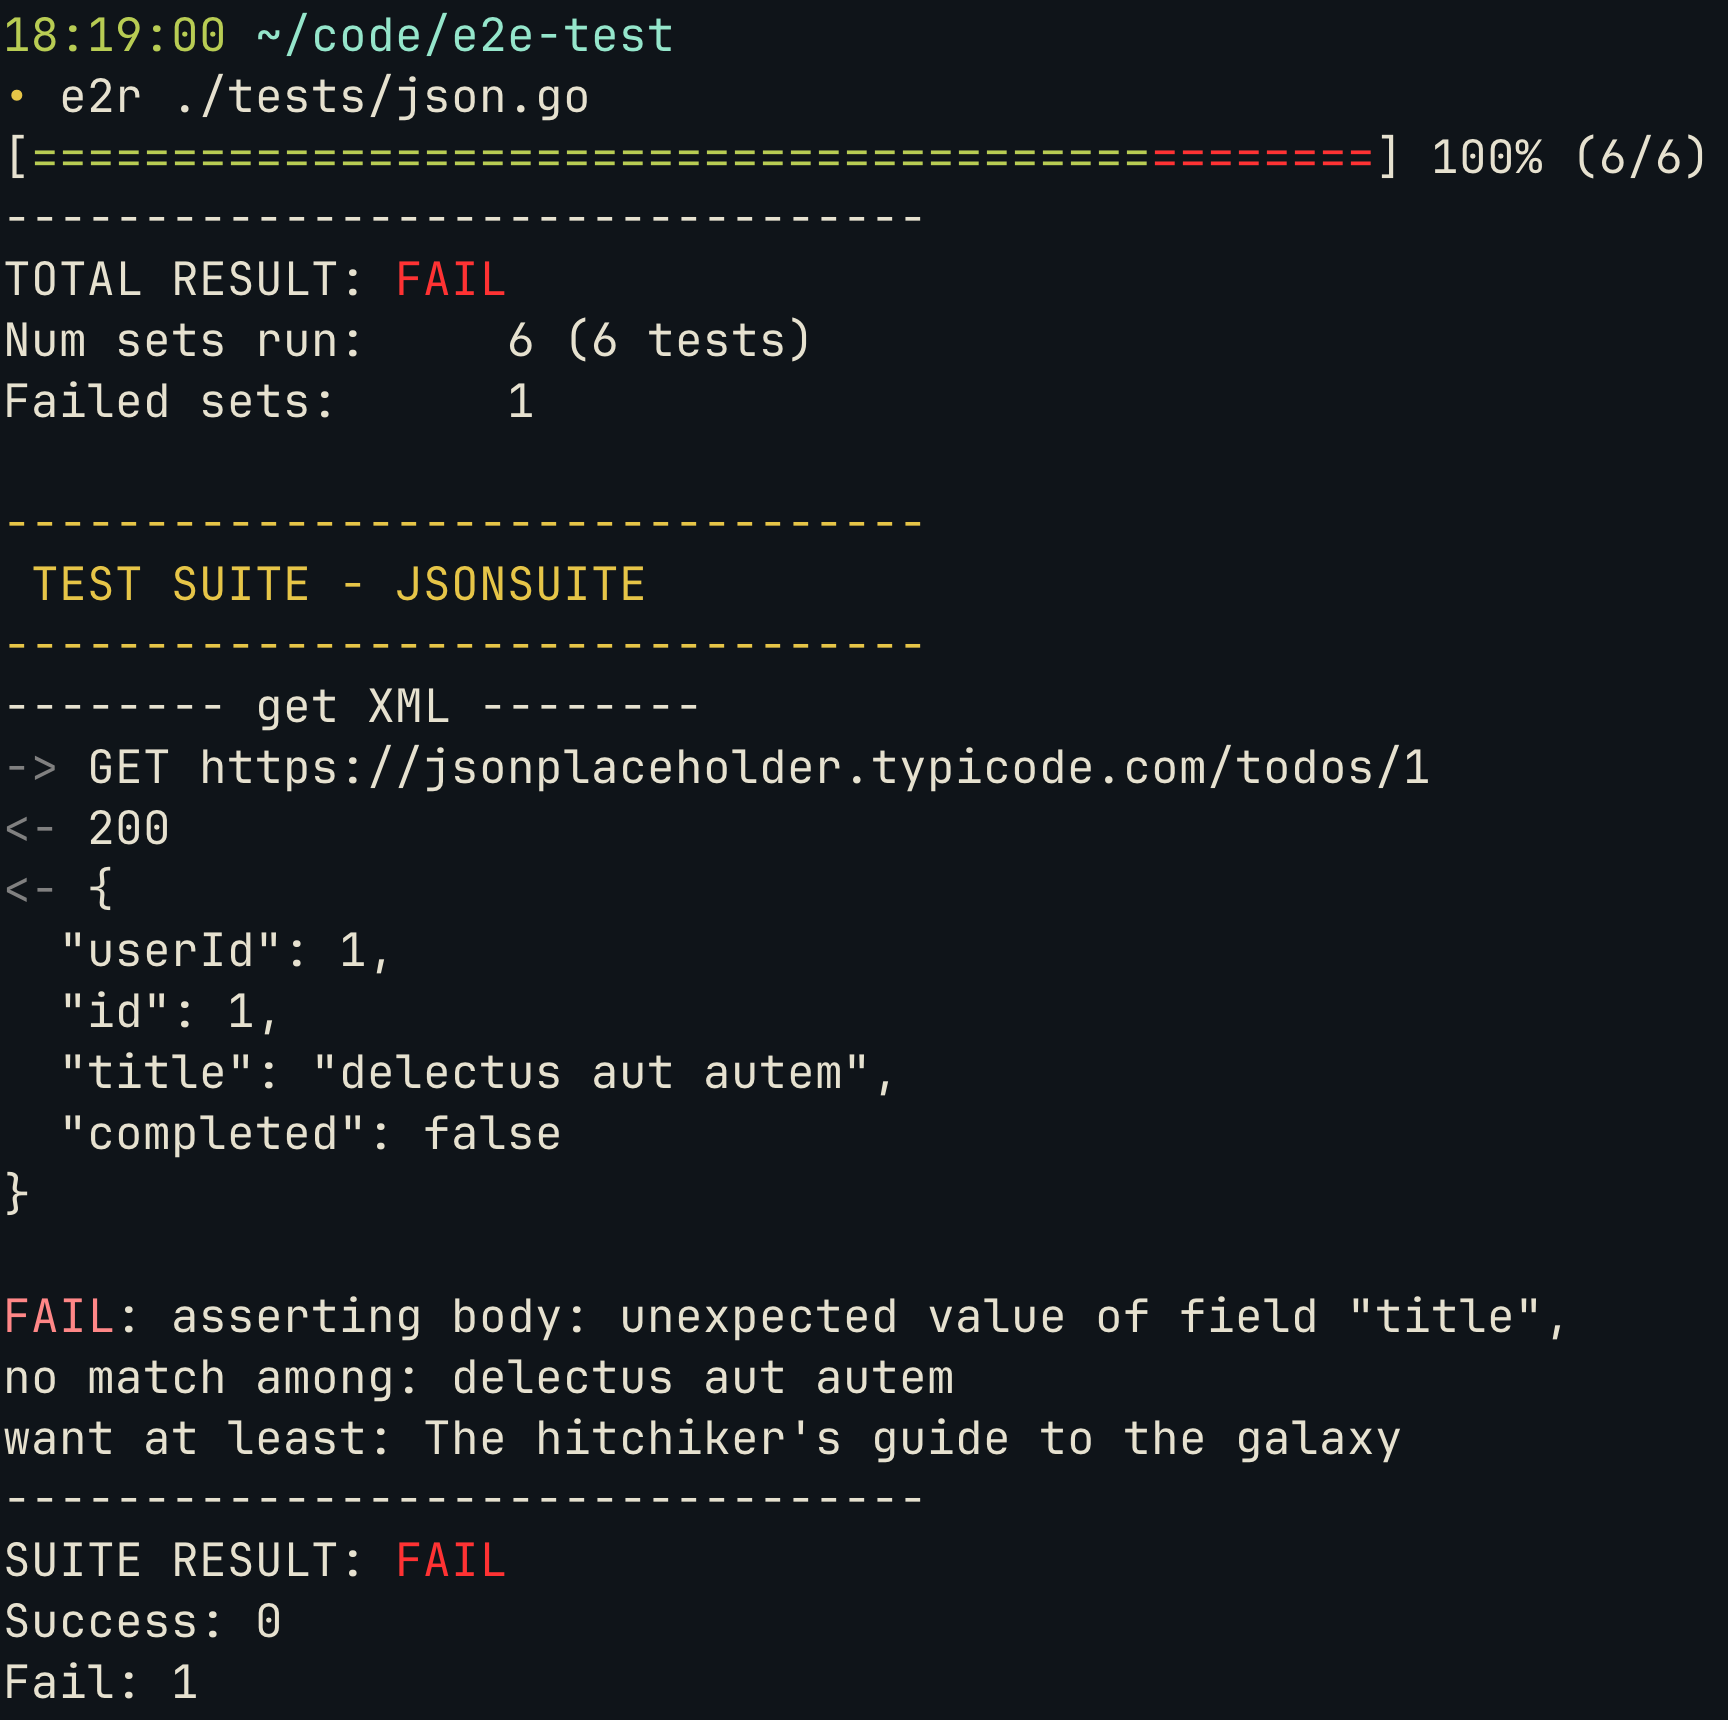 18:19:00 ~/code/e2e-test
• e2r ./tests/json.go
[================================================] 100% (6/6)
---------------------------------
TOTAL RESULT: FAIL
Num sets run:     6 (6 tests)
Failed sets:      1
---------------------------------
 TEST SUITE - JSONSUITE
---------------------------------
-------- get XML --------
-> GET https://jsonplaceholder.typicode.com/todos/1
<- 200
<- {
  "userId": 1,
  "id": 1,
  "title": "delectus aut autem",
  "completed": false
}
FAIL: asserting body: unexpected value of field "title",
no match among: delectus aut autem
want at least: The hitchiker's guide to the galaxy
---------------------------------
SUITE RESULT: FAIL
Success: 0
Fail: 1